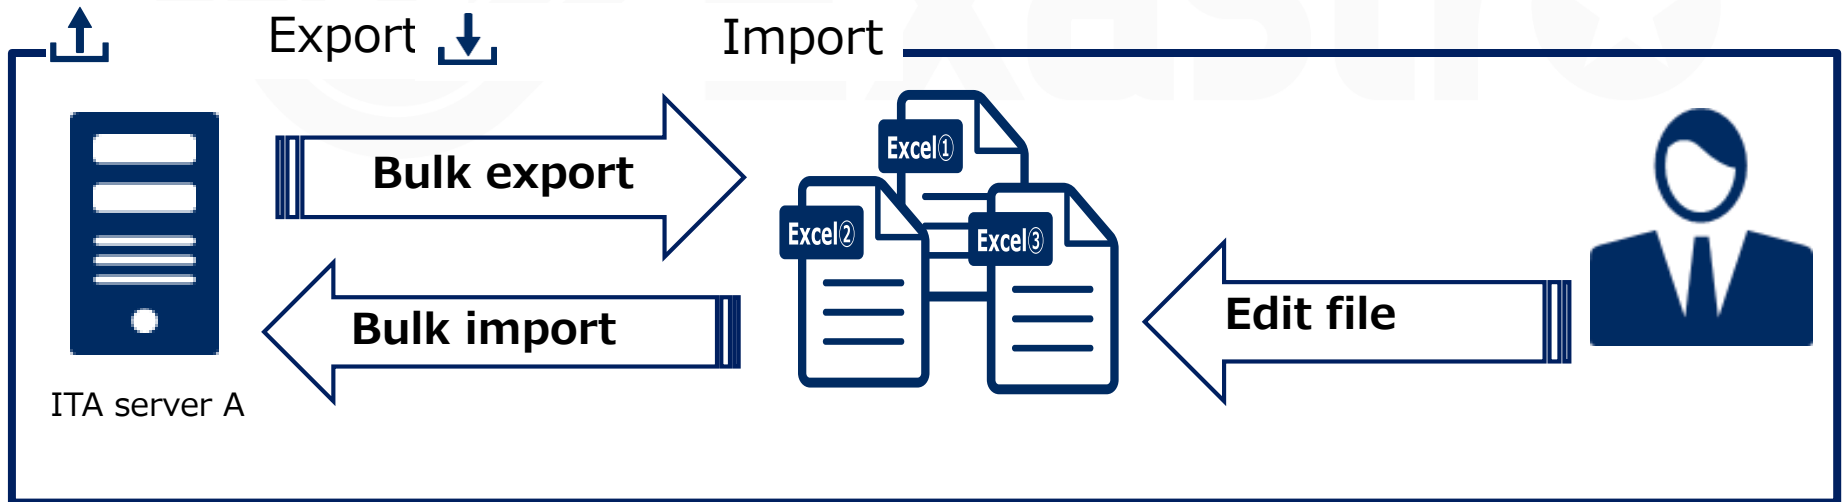 Export
Import
Excel①
Bulk export
Excel②
Excel③
Bulk import
Edit file
ITA server A